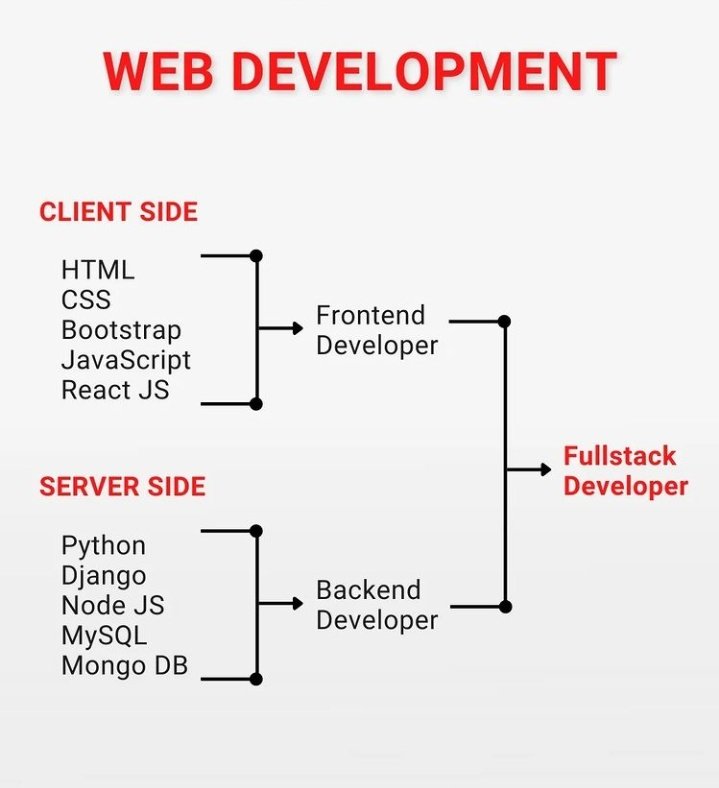 WEB DEVELOPMENT
CLIENT SIDE
HTML
CSS
Bootstrap
JavaScript
React JS
Frontend
Developer
SERVER SIDE
Python
Django
Node JS
MySQL
Mongo DB
Backend
Developer
Fullstack
Developer